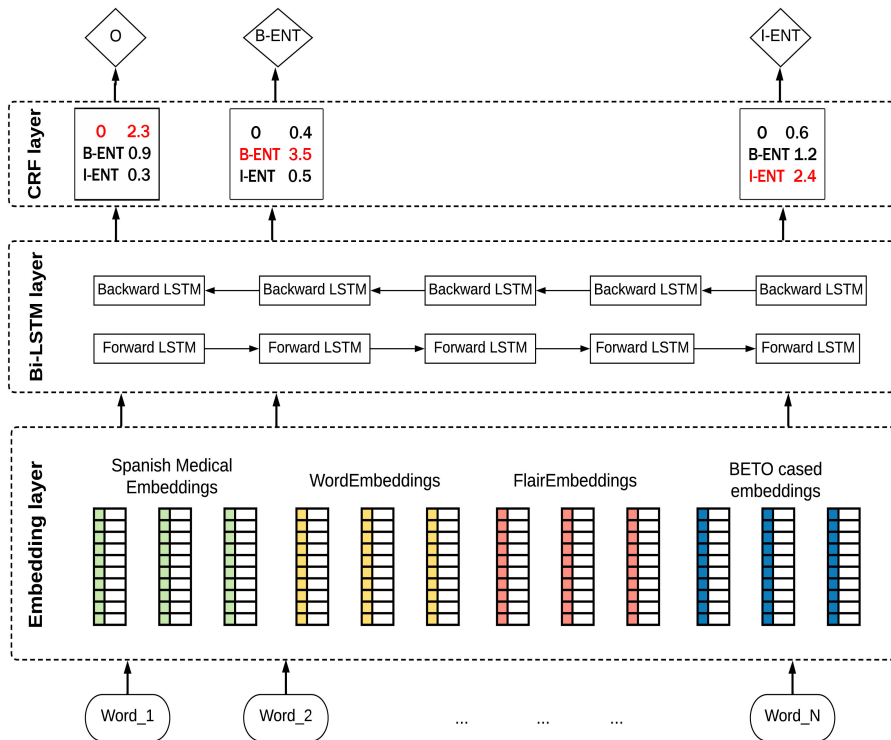 O
B-ENT
I-ENT
CRF layer
O 2.3
B-ENT 0.9
I-ENT 0.3
O 0.4
B-ENT 3.5
I-ENT 0.5
O 0.6
B-ENT 1.2
I-ENT 2.4
Bi-LSTM layer
Backward LSTM
Backward LSTM
Backward LSTM
Backward LSTM
Backward LSTM
Forward LSTM
Forward LSTM
Forward LSTM
Forward LSTM
Forward LSTM
Embedding layer
Spanish Medical
Embeddings
WordEmbeddings
FlairEmbeddings
BETO cased
embeddings
Word_1
Word_2
...
...
...
Word_N